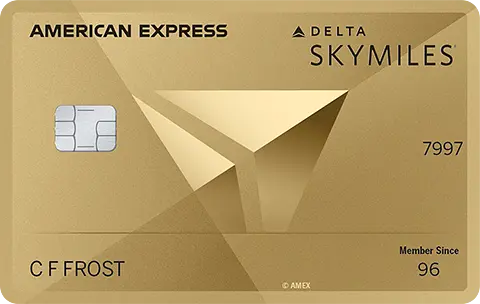 AMERICAN EXPRESS
DELTA
SKYMILES
7997
Member Since
C F FROST
96
© AMEX